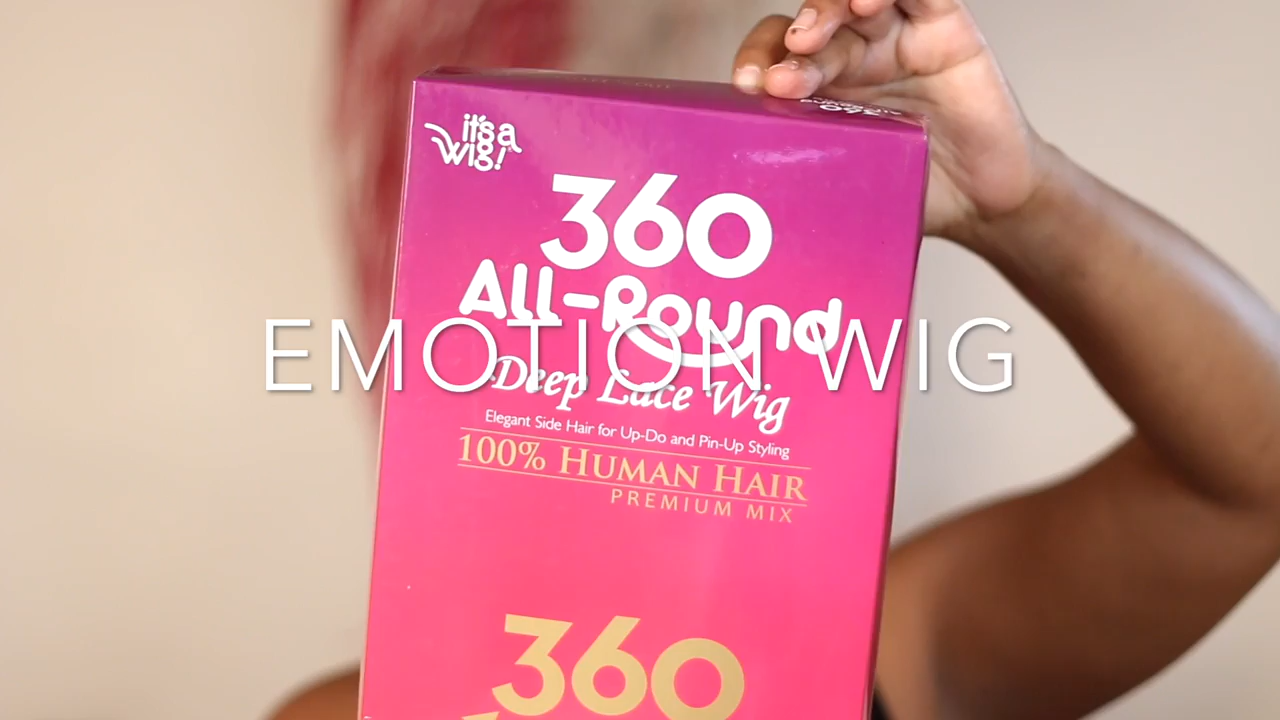 it's a
wig!
360
All-Round
EMOTION WIG
Deep Lace Wig
Elegant Side Hair for Up-Do and Pin-Up Styling
100% HUMAN HAIR
PREMIUM MIX
360